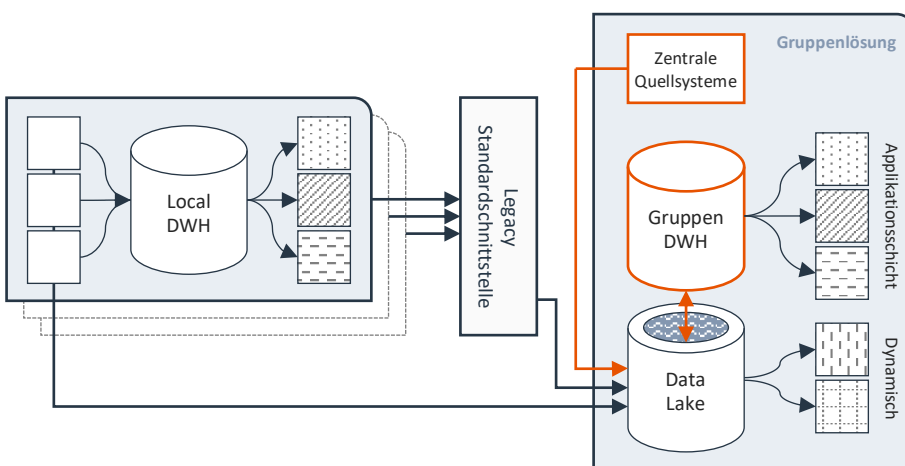 Gruppenlösung
Zentrale
Quellsysteme
Local
DWH
Legacy
Standardschnittstelle
Gruppen
DWH
Applikationsschicht
Data
Lake
Dynamisch